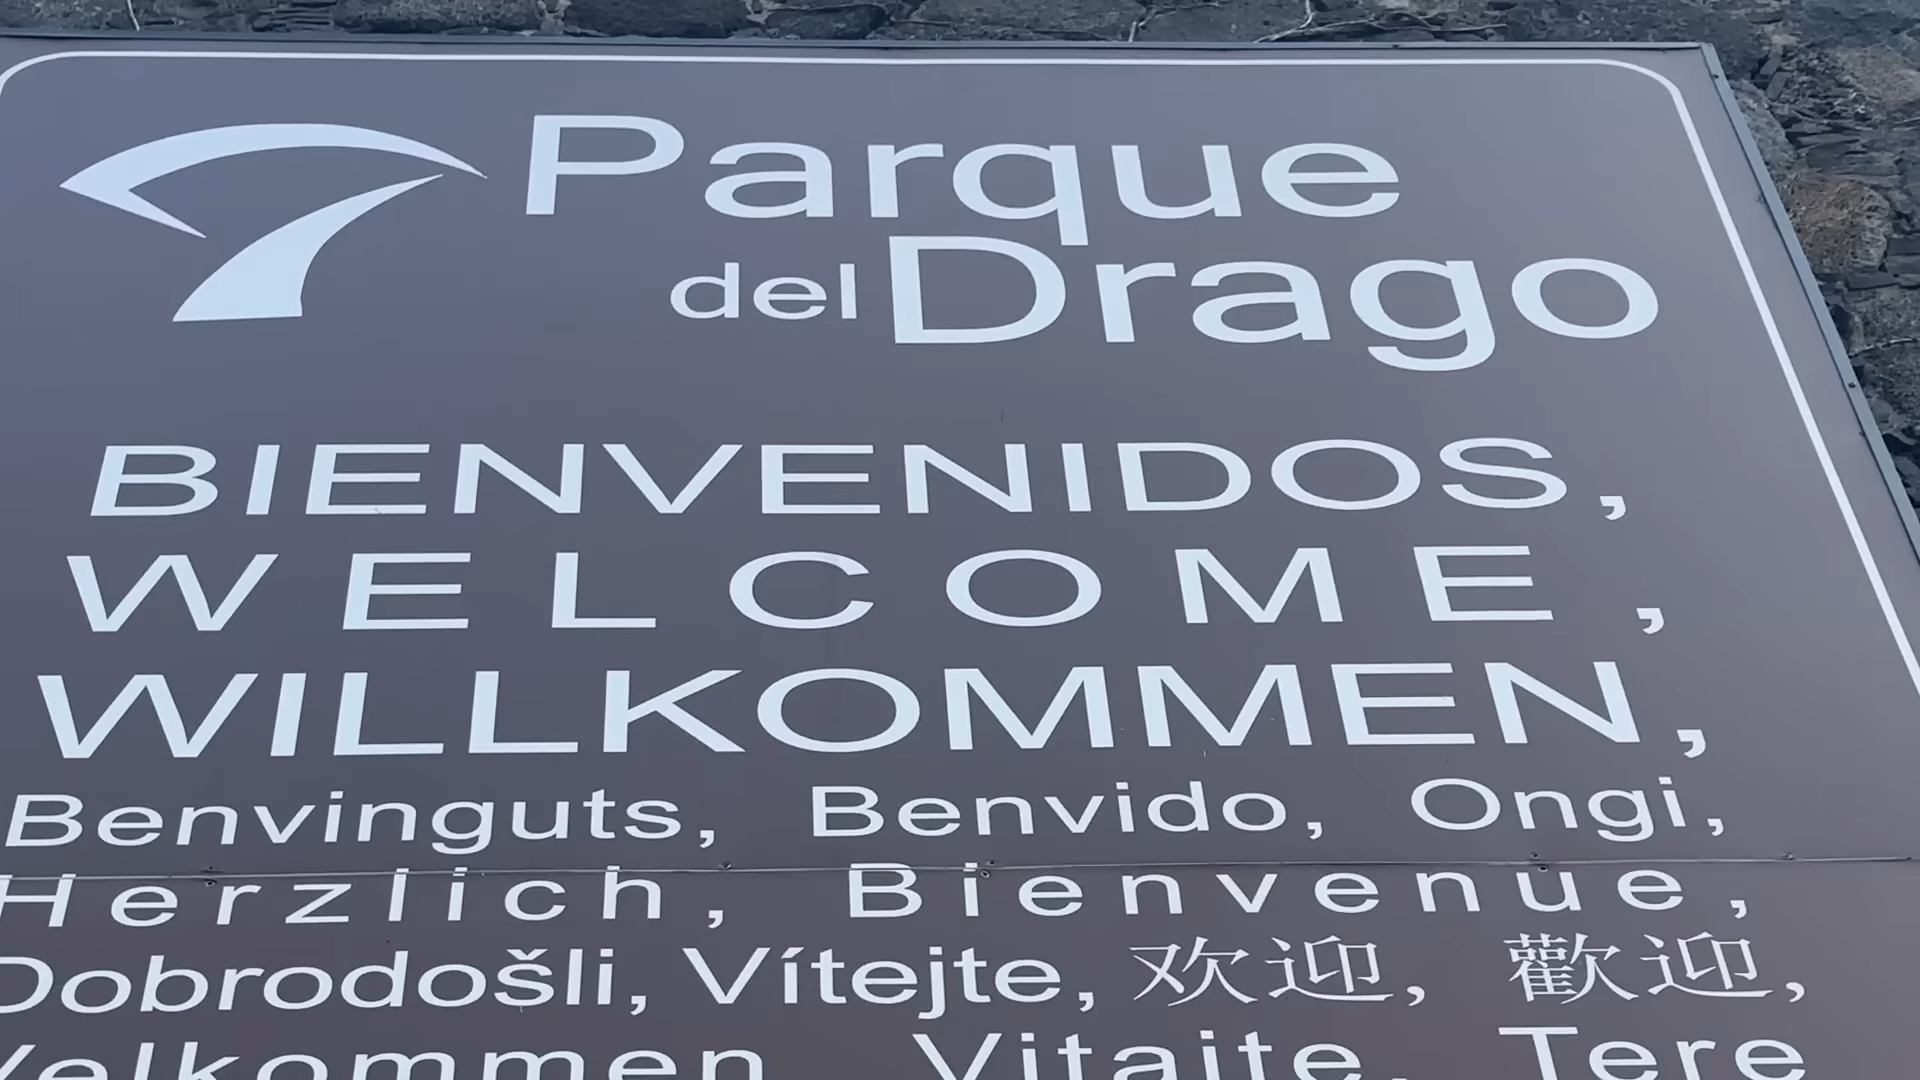 Parque
del Drago
BIENVENIDOS,
WELCOME,
WILLKOMMEN,
Benvinguts, Benvido, Ongi,
Herzlich, Bienvenue,
Dobrodošli, Vítejte, 欢迎, 歡迎,
Velkommen, Vitajte, Tere